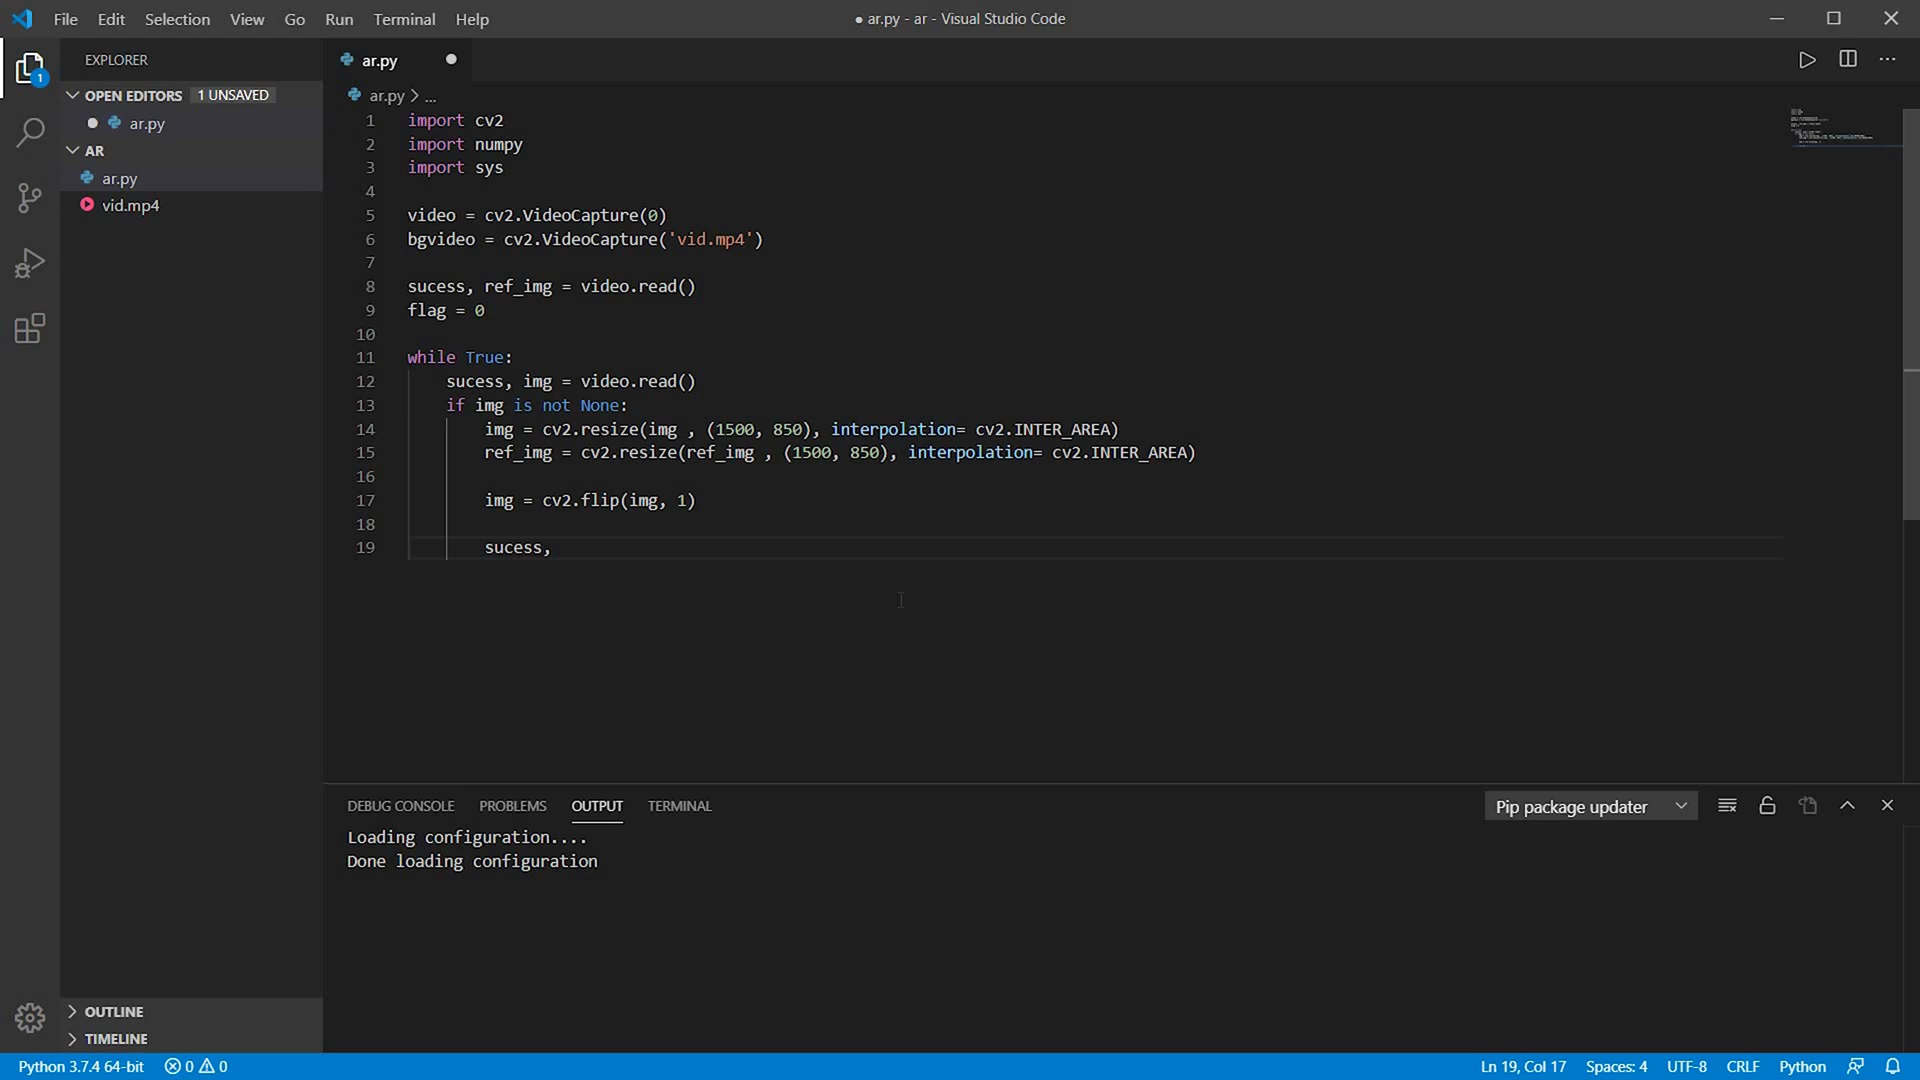 File Edit Selection View Go Run Terminal Help
● ar.py - ar - Visual Studio Code
EXPLORER
OPEN EDITORS 1 UNSAVED
ar.py
AR
ar.py
vid.mp4
OUTLINE
TIMELINE
1
ar.py
ar.py > ...
1 import cv2
2 import numpy
3 import sys
4
5 video = cv2.VideoCapture(0)
6 bgvideo = cv2.VideoCapture('vid.mp4')
7
8 sucess, ref_img = video.read()
9 flag = 0
10
11 while True:
12 sucess, img = video.read()
13 if img is not None:
14 img = cv2.resize(img , (1500, 850), interpolation= cv2.INTER_AREA)
15 ref_img = cv2.resize(ref_img , (1500, 850), interpolation= cv2.INTER_AREA)
16
17 img = cv2.flip(img, 1)
18
19 sucess,
DEBUG CONSOLE PROBLEMS OUTPUT TERMINAL
Pip package updater
Loading configuration....
Done loading configuration
Python 3.7.4 64-bit 0 0
Ln 19, Col 17 Spaces: 4 UTF-8 CRLF Python